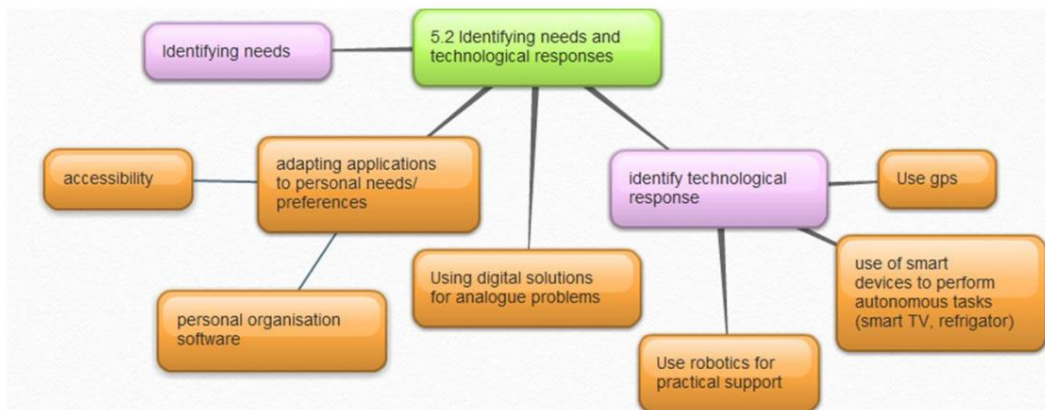 5.2 Identifying needs and
technological responses
Identifying needs
adapting applications
to personal needs/
preferences
accessibility
personal organisation
software
Using digital solutions
for analogue problems
identify technological
response
Use gps
use of smart
devices to perform
autonomous tasks
(smart TV, refrigator)
Use robotics for
practical support